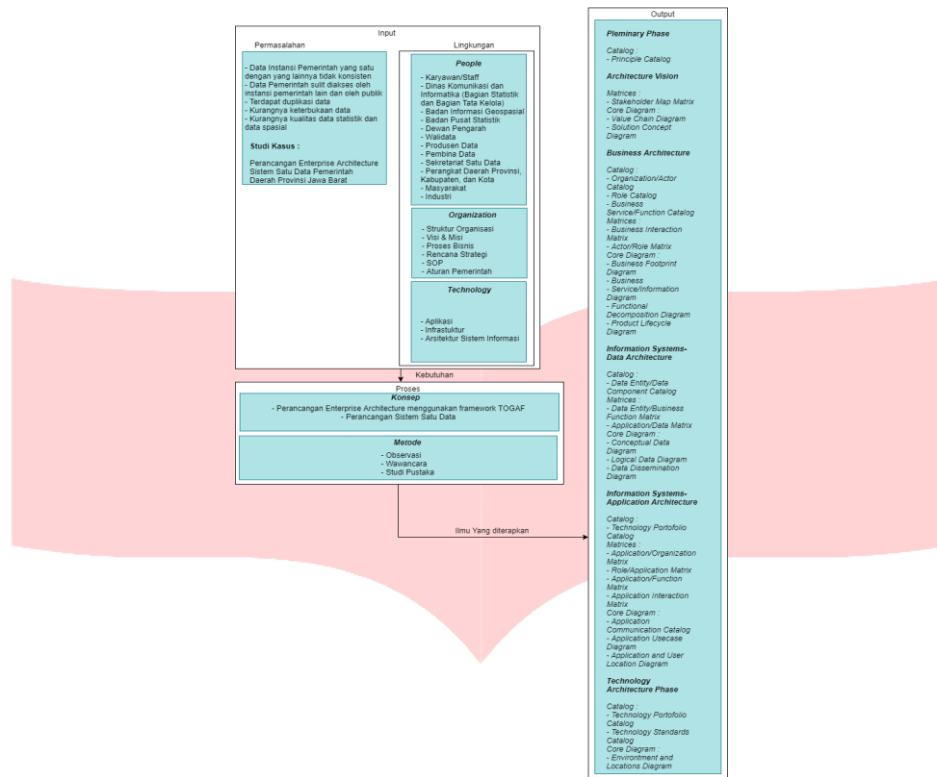 Input
Permasalahan
- Data Instansi Pemerintah yang satu
dengan yang lainnya tidak konsisten
- Data Pemerintah sulit diakses oleh
instansi pemerintah lain dan oleh publik
- Terdapat duplikasi data
- Kurangnya keterbukaan data
- Kurangnya kualitas data statistik dan
data spasial
Studi Kasus :
Perancangan Enterprise Architecture
Sistem Satu Data Pemerintah
Daerah Provinsi Jawa Barat
Lingkungan
People
- Karyawan/Staff
- Dinas Komunikasi dan
Informatika (Bagian Statistik
dan Bagian Tata Kelola)
- Badan Informasi Geospasial
- Badan Pusat Statistik
- Dewan Pengarah
- Walidata
- Produsen Data
- Pembina Data
- Sekretariat Satu Data
- Perangkat Daerah Provinsi,
Kabupaten, dan Kota
- Masyarakat
- Industri
Organization
- Struktur Organisasi
- Visi & Misi
- Proses Bisnis
- Rencana Strategi
- SOP
- Aturan Pemerintah
Technology
- Aplikasi
- Infrastuktur
- Arsitektur Sistem Informasi
Kebutuhan
Proses
Konsep
- Perancangan Enterprise Architecture menggunakan framework TOGAF
- Perancangan Sistem Satu Data
Metode
- Observasi
- Wawancara
- Studi Pustaka
Ilmu Yang diterapkan
Output
Pleminary Phase
Catalog :
- Principle Catalog
Architecture Vision
Matrices :
- Stakeholder Map Matrix
Core Diagram :
- Value Chain Diagram
- Solution Concept
Diagram
Business Architecture
Catalog :
- Organization/Actor
Catalog
- Role Catalog
- Business
Service/Function Catalog
Matrices :
- Business Interaction
Matrix
- Actor/Role Matrix
Core Diagram :
- Business Footprint
Diagram
- Business
Service/Information
Diagram
- Functional
Decomposition Diagram
- Product Lifecycle
Diagram
Information Systems-
Data Architecture
Catalog :
- Data Entity/Data
Component Catalog
Matrices :
- Data Entity/Business
Function Matrix
- Application/Data Matrix
Core Diagram :
- Conceptual Data
Diagram
- Logical Data Diagram
- Data Dissemination
Diagram
Information Systems-
Application Architecture
Catalog :
- Technology Portofolio
Catalog
Matrices :
- Application/Organization
Matrix
- Role/Application Matrix
- Application/Function
Matrix
- Application Interaction
Matrix
Core Diagram :
- Application
Communication Catalog
- Application Usecase
Diagram
- Application and User
Location Diagram
Technology
Architecture Phase
Catalog :
- Technology Portofolio
Catalog
- Technology Standards
Catalog
Core Diagram :
- Envirortment and
Locations Diagram